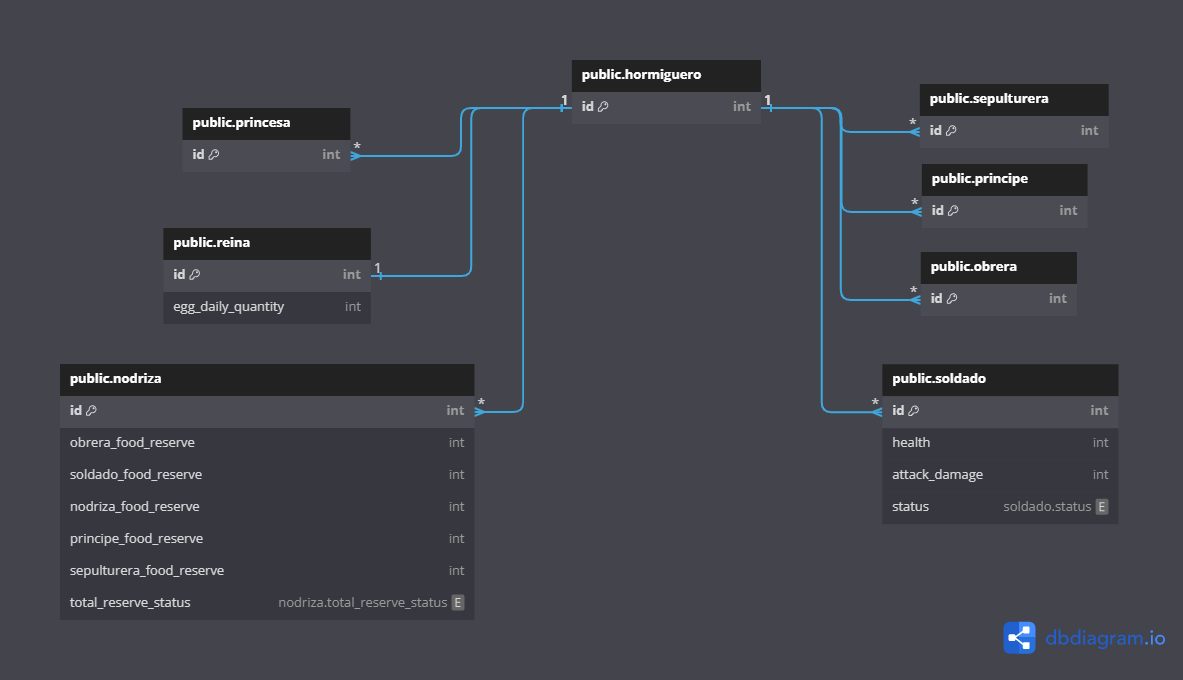 public.hormiguero
1 id int 1
public.princesa
id int *
public.reina
id int 1
egg_daily_quantity int
public.nodriza
id int *
obrera_food_reserve int
soldado_food_reserve int
nodriza_food_reserve int
principe_food_reserve int
sepulturera_food_reserve int
total_reserve_status nodriza.total_reserve_status E
public.sepulturera
* id int
public.principe
* id int
public.obrera
* id int
public.soldado
* id int
health int
attack_damage int
status soldado.status E
dbdiagram.io